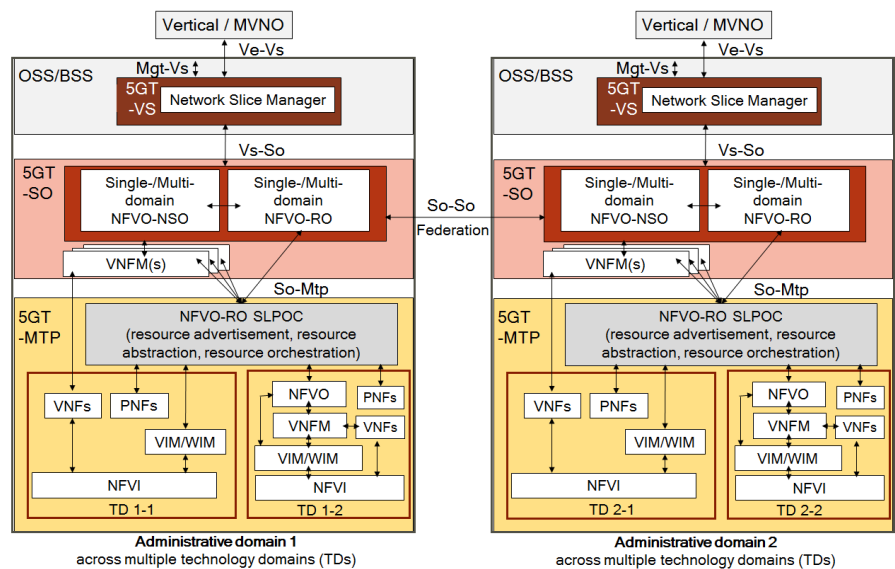 Vertical / MVNO
Ve-Vs
OSS/BSS
Mgt-Vs
5GT
-VS
Network Slice Manager
Vs-So
5GT
-SO
Single-/Multi-
domain
NFVO-NSO
Single-/Multi-
domain
NFVO-RO
VNFM(s)
So-Mtp
5GT
-MTP
NFVO-RO SLPOC
(resource advertisement, resource
abstraction, resource orchestration)
VNFs
PNFs
VIM/WIM
NFVI
TD 1-1
NFVO
PNFs
VNFM
VNFs
VIM/WIM
NFVI
TD 1-2
Administrative domain 1
across multiple technology domains (TDs)
So-So
Federation
Vertical / MVNO
Ve-Vs
OSS/BSS
Mgt-Vs
5GT
-VS
Network Slice Manager
Vs-So
5GT
-SO
Single-/Multi-
domain
NFVO-NSO
Single-/Multi-
domain
NFVO-RO
VNFM(s)
So-Mtp
5GT
-MTP
NFVO-RO SLPOC
(resource advertisement, resource
abstraction, resource orchestration)
VNFs
PNFs
VIM/WIM
NFVI
TD 2-1
NFVO
PNFs
VNFM
VNFs
VIM/WIM
NFVI
TD 2-2
Administrative domain 2
across multiple technology domains (TDs)